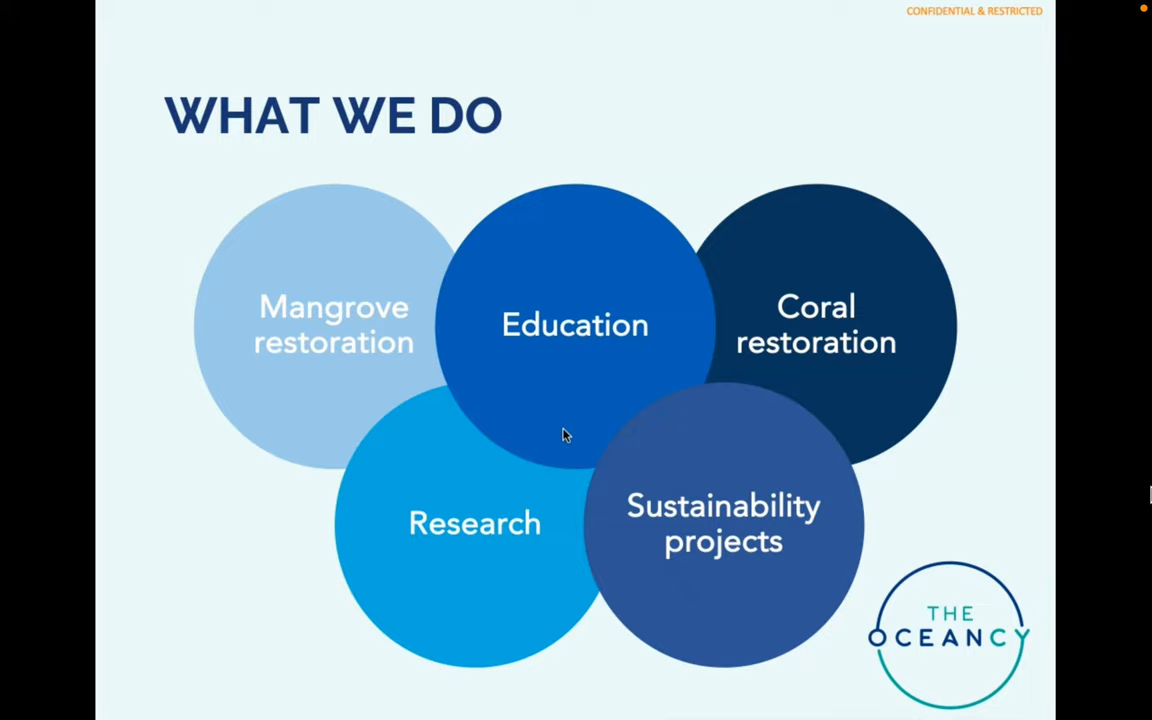 CONFIDENTIAL & RESTRICTED
WHAT WE DO
Mangrove
restoration
Education
Coral
restoration
Research
Sustainability
projects
THE
OCEANCY